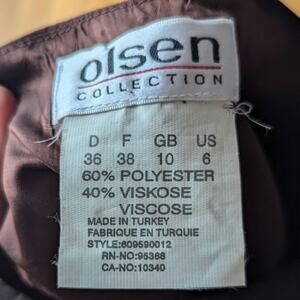 olsen
COLLECTION
D F GB US
36 38 10 6
60% POLYESTER
40% VISKOSE
VISCOSE
MADE IN TURKEY
FABRIQUE EN TURQUIE
STYLE:609590012
RN-NO:95366
CA-NO:10340